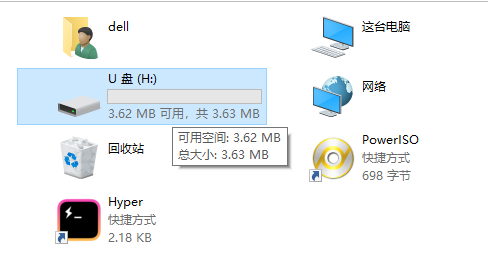 dell
这台电脑
U 盘 (H:)
3.62 MB 可用，共 3.63 MB
网络
可用空间: 3.62 MB
总大小: 3.63 MB
回收站
PowerISO
快捷方式
698 字节
Hyper
快捷方式
2.18 KB